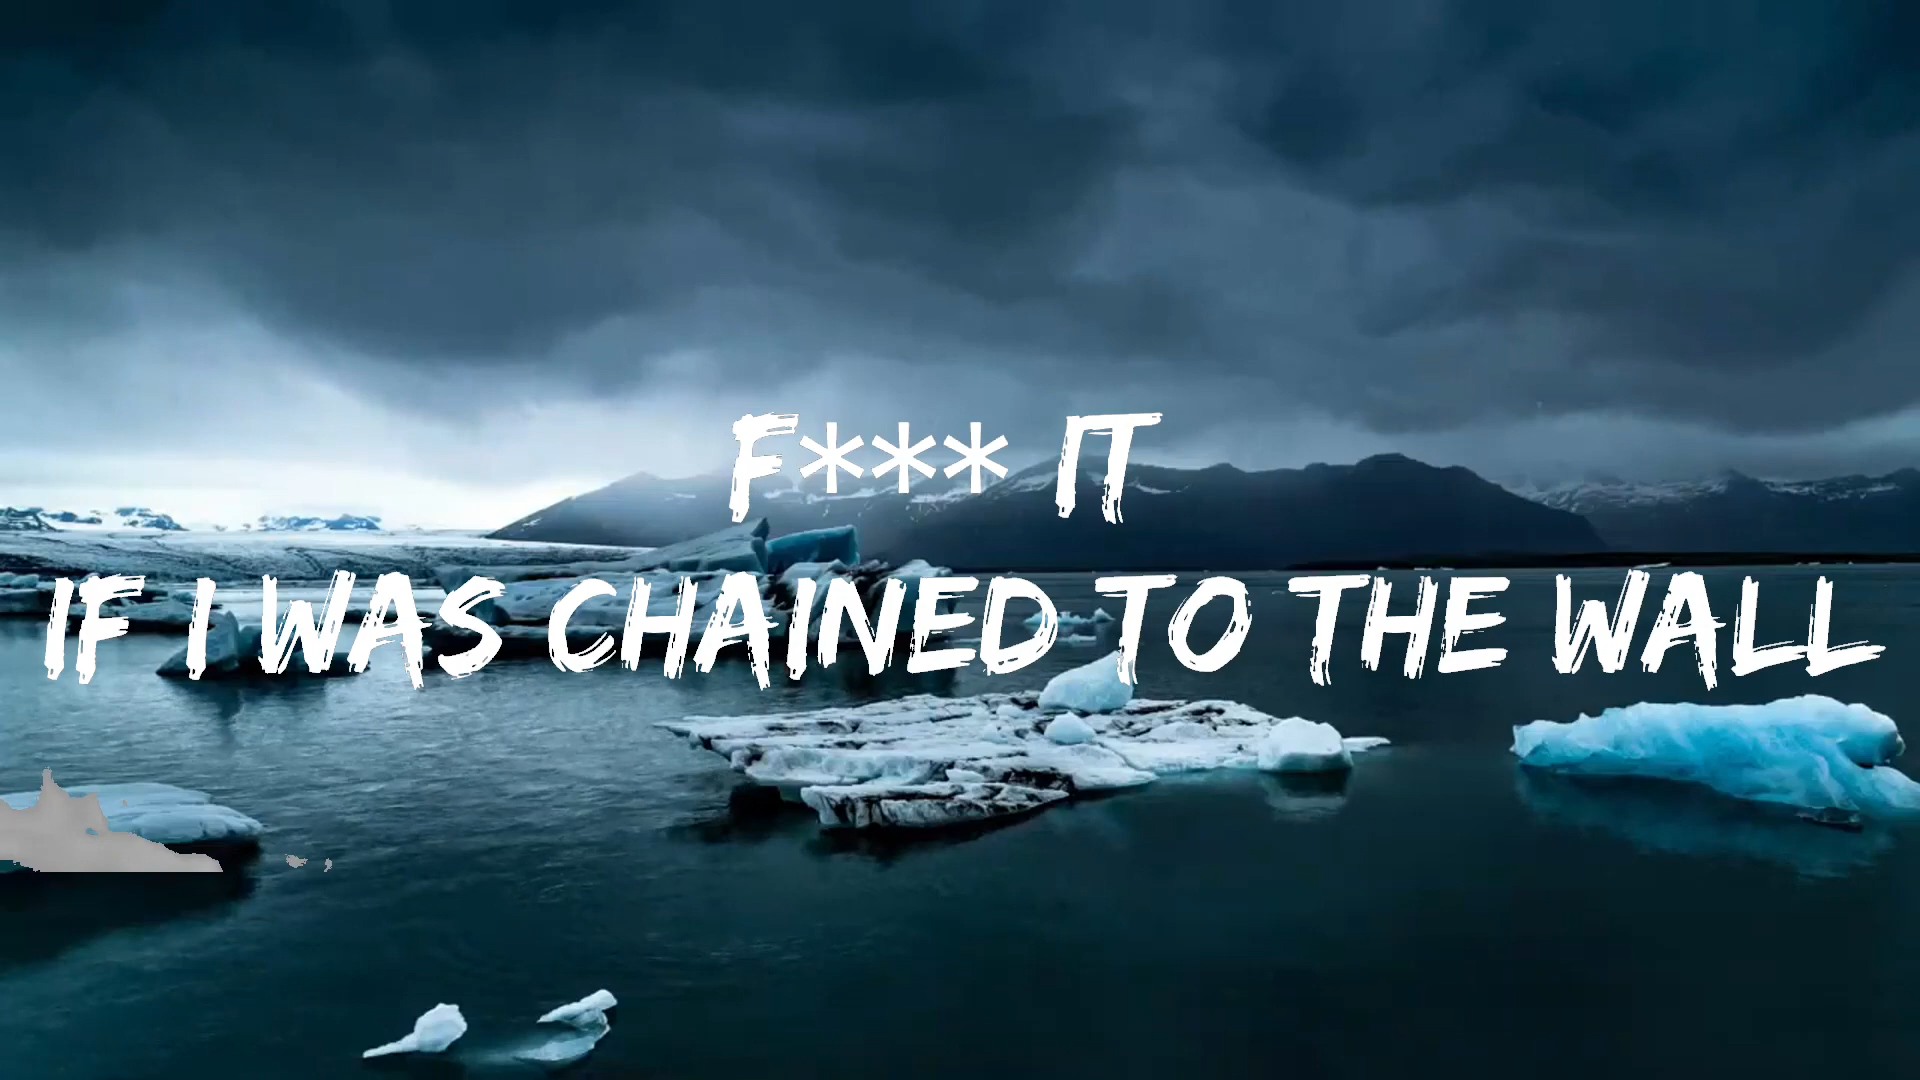 F*** IT
IF I WAS CHAINED TO THE WALL